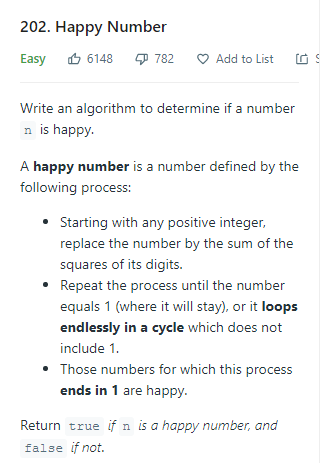 202. Happy Number
Easy 6148 782 Add to List
Write an algorithm to determine if a number
n is happy.
A happy number is a number defined by the
following process:
• Starting with any positive integer,
replace the number by the sum of the
squares of its digits.
• Repeat the process until the number
equals 1 (where it will stay), or it loops
endlessly in a cycle which does not
include 1.
• Those numbers for which this process
ends in 1 are happy.
Return true if n is a happy number, and
false if not.